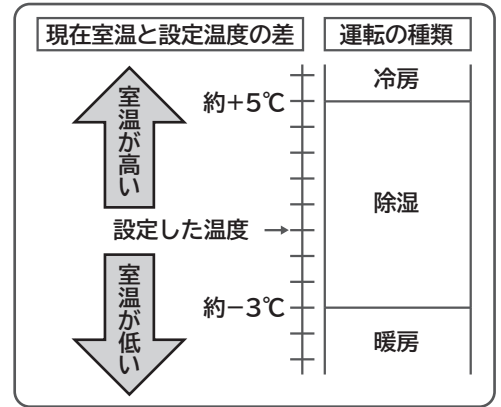 現在室温と設定温度の差
運転の種類
室温が高い
約+5℃
設定した温度
室温が低い
約−3℃
冷房
除湿
暖房